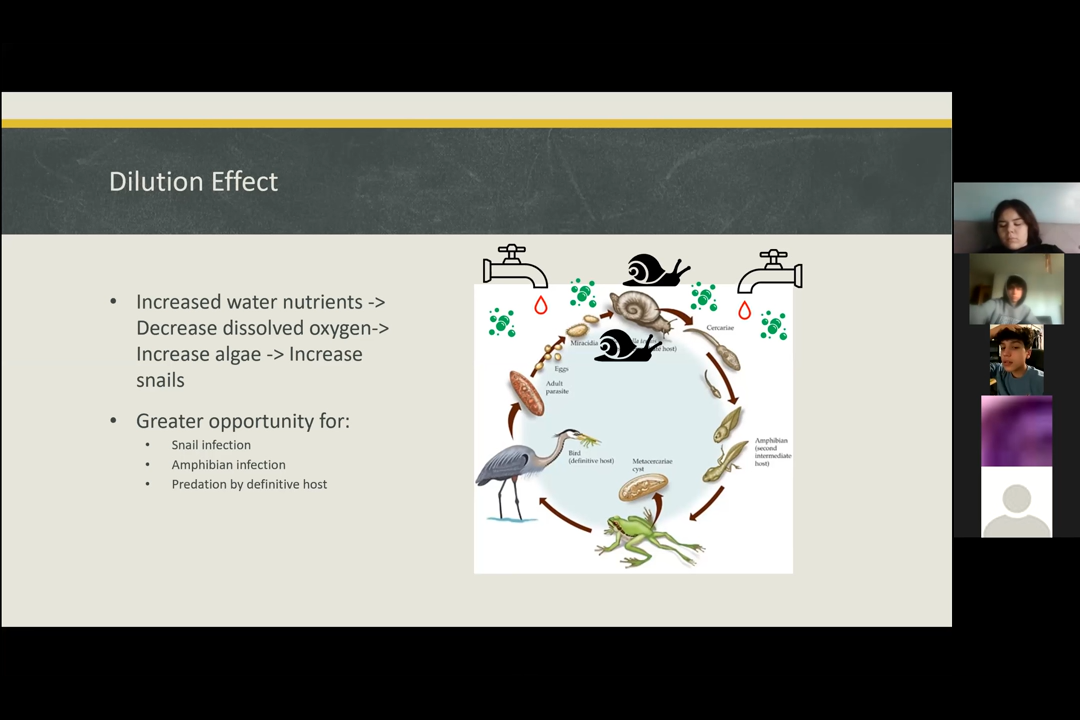 Dilution Effect
• Increased water nutrients ->
Decrease dissolved oxygen->
Increase algae -> Increase
snails
• Greater opportunity for:
• Snail infection
• Amphibian infection
• Predation by definitive host
Cercariae
Miracidia
host)
Eggs
Adult
parasite
Bird
(definitive host)
Metacercariae
cyst
Amphibian
(second
intermediate
host)